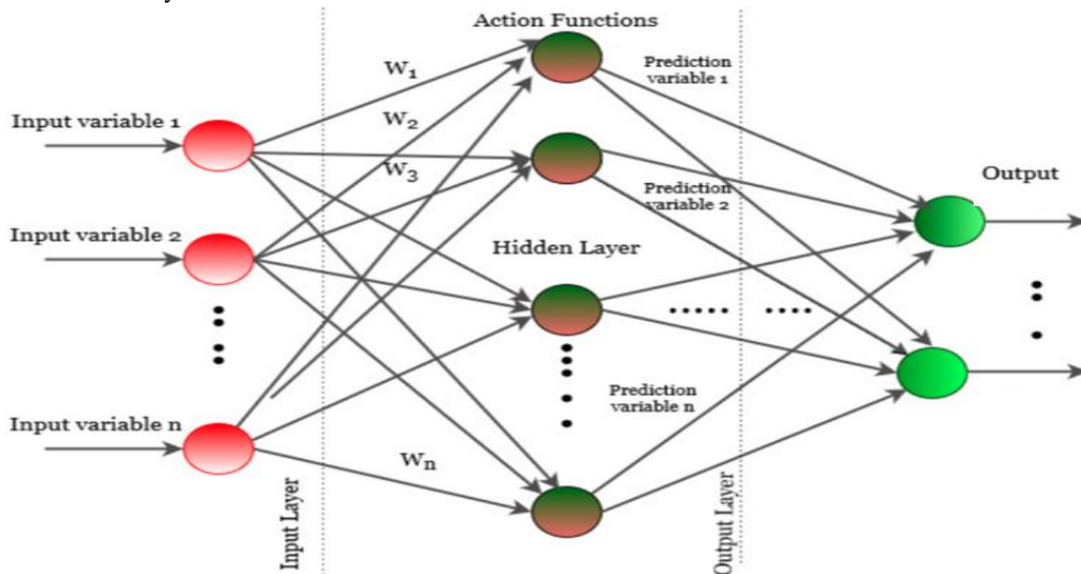 Action Functions
W1
Prediction
variable 1
Input variable 1
W2
W3
Prediction
variable 2
Output
Input variable 2
Hidden Layer
Prediction
variable n
Input variable n
Wn
Input Layer
Output Layer